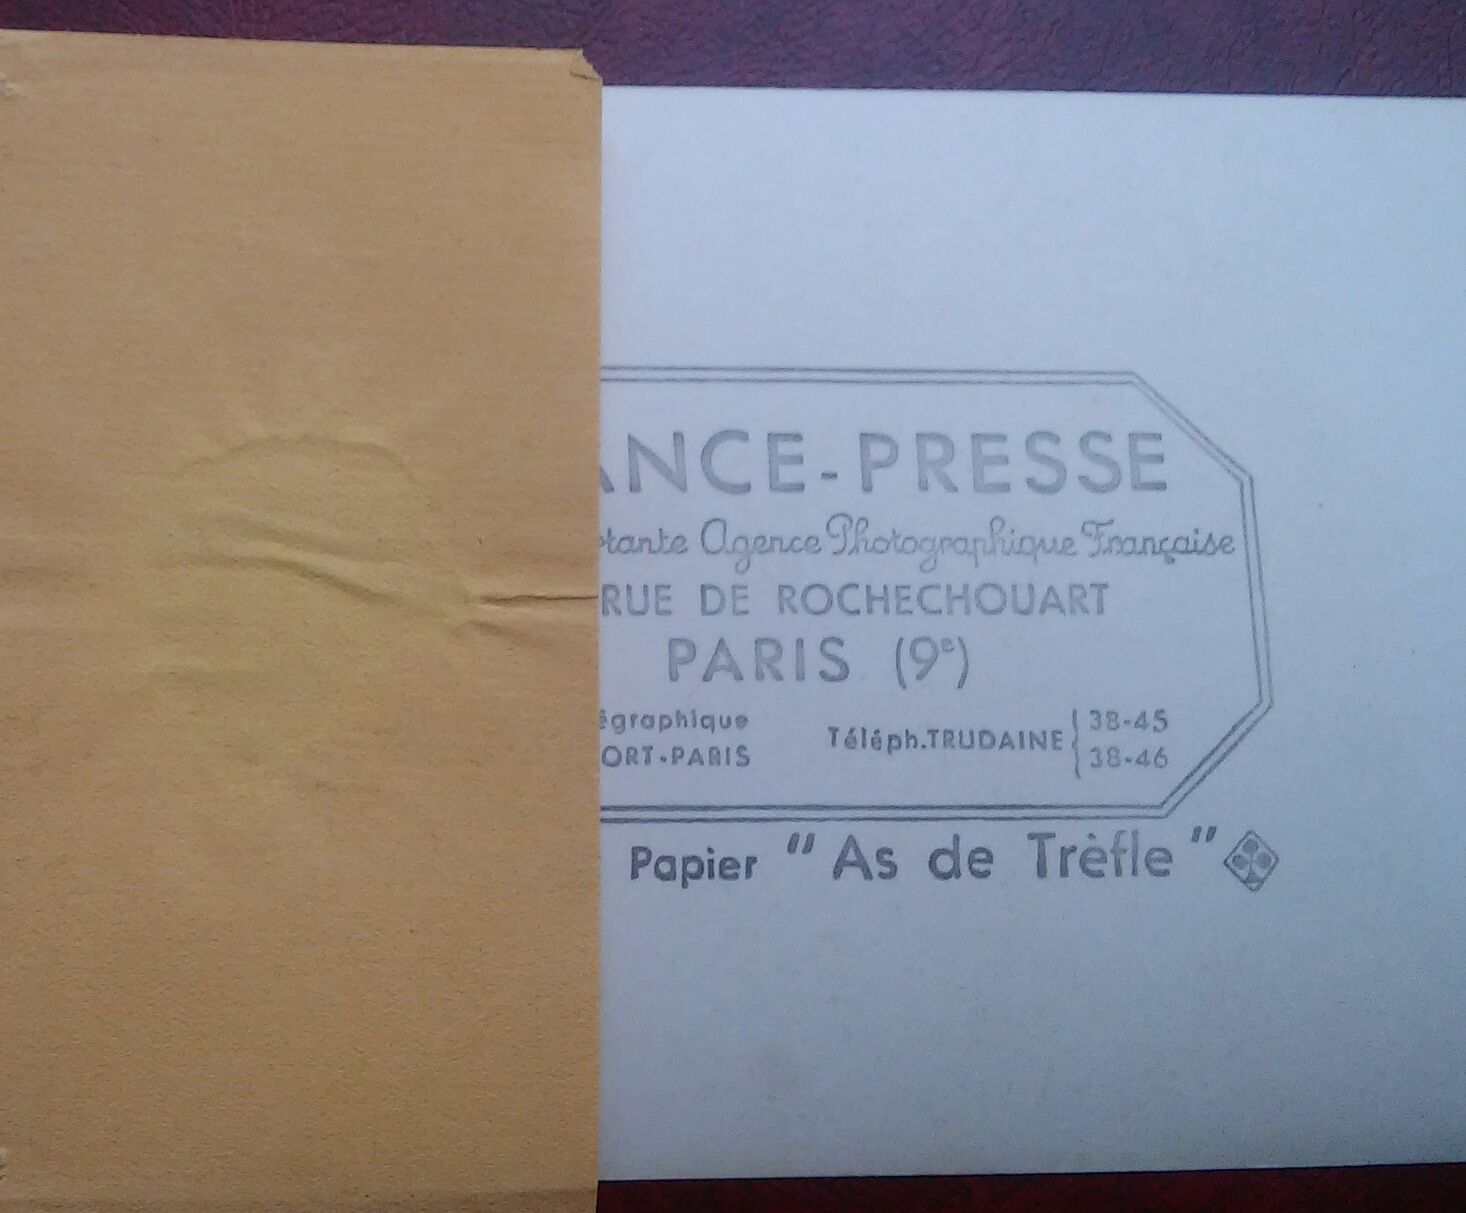 ANCE-PRESSE
rtante Agence Photographique Française
RUE DE ROCHECHOUART
PARIS (9e)
égraphique
ORT-PARIS
Téléph.TRUDAINE
38-45
38-46
Papier "As de Trèfle"